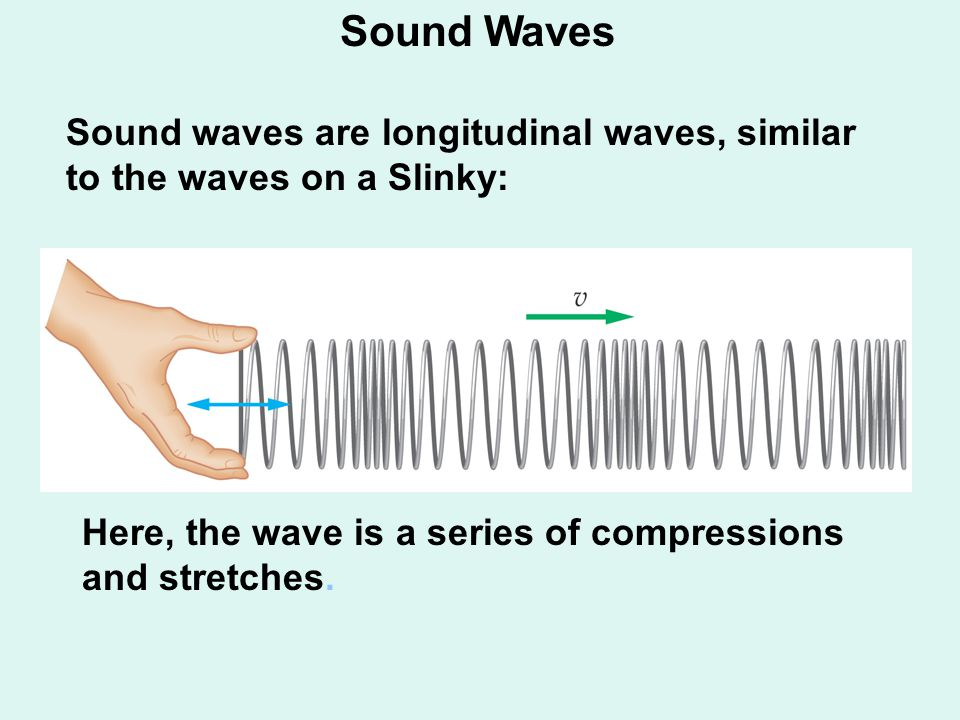 Sound Waves
Sound waves are longitudinal waves, similar
to the waves on a Slinky:
v
Here, the wave is a series of compressions
and stretches.